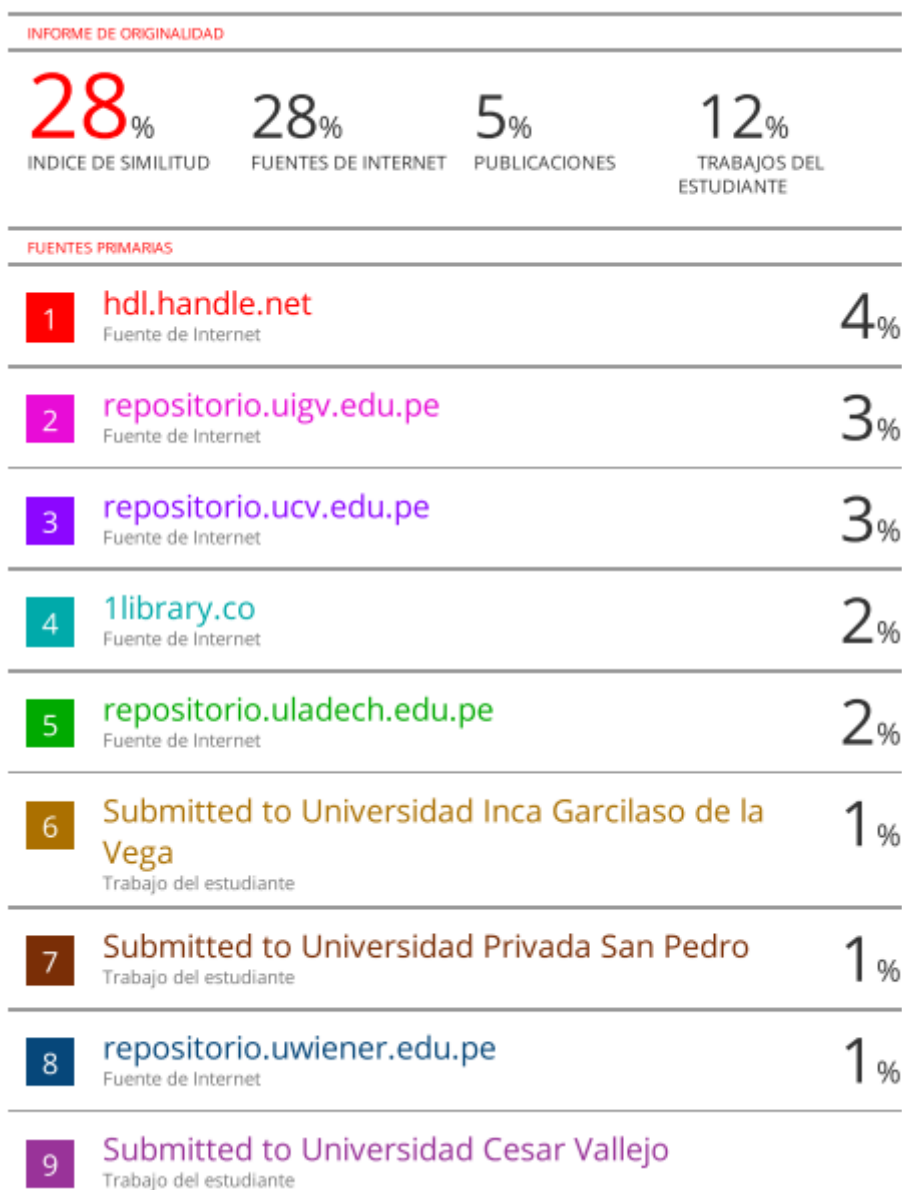 INFORME DE ORIGINALIDAD
28%
INDICE DE SIMILITUD
28%
FUENTES DE INTERNET
5%
PUBLICACIONES
12%
TRABAJOS DEL
ESTUDIANTE
FUENTES PRIMARIAS
1 hdl.handle.net 4%
Fuente de Internet
2 repositorio.uigv.edu.pe 3%
Fuente de Internet
3 repositorio.ucv.edu.pe 3%
Fuente de Internet
4 1library.co 2%
Fuente de Internet
5 repositorio.uladech.edu.pe 2%
Fuente de Internet
6 Submitted to Universidad Inca Garcilaso de la 1%
Vega
Trabajo del estudiante
7 Submitted to Universidad Privada San Pedro 1%
Trabajo del estudiante
8 repositorio.uwiener.edu.pe 1%
Fuente de Internet
9 Submitted to Universidad Cesar Vallejo
Trabajo del estudiante